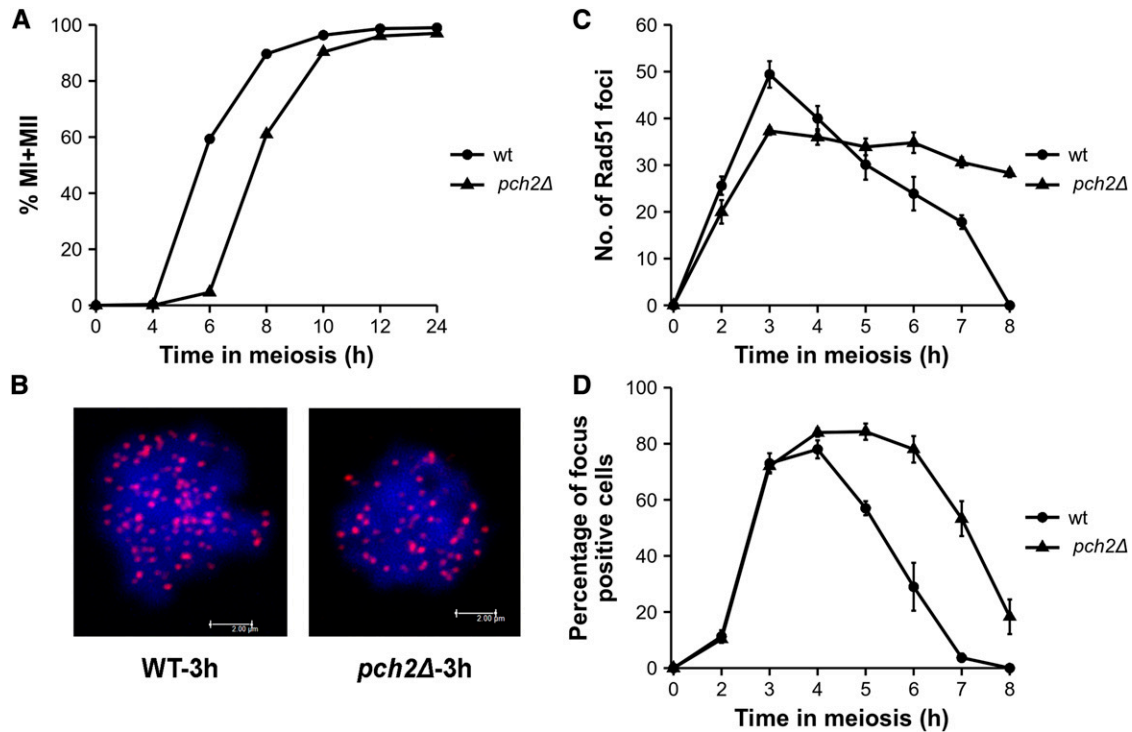 A
100
80
60
40
20
0
% MI+MII
0 4 6 8 10 12 24
Time in meiosis (h)
wt
pch2Δ
B
2.00 µm
2.00 µm
WT-3h
pch2Δ-3h
C
60
50
40
30
20
10
0
No. of Rad51 foci
0 2 3 4 5 6 7 8
Time in meiosis (h)
wt
pch2Δ
D
100
80
60
40
20
0
Percentage of focus
positive cells
0 2 3 4 5 6 7 8
Time in meiosis (h)
wt
pch2Δ